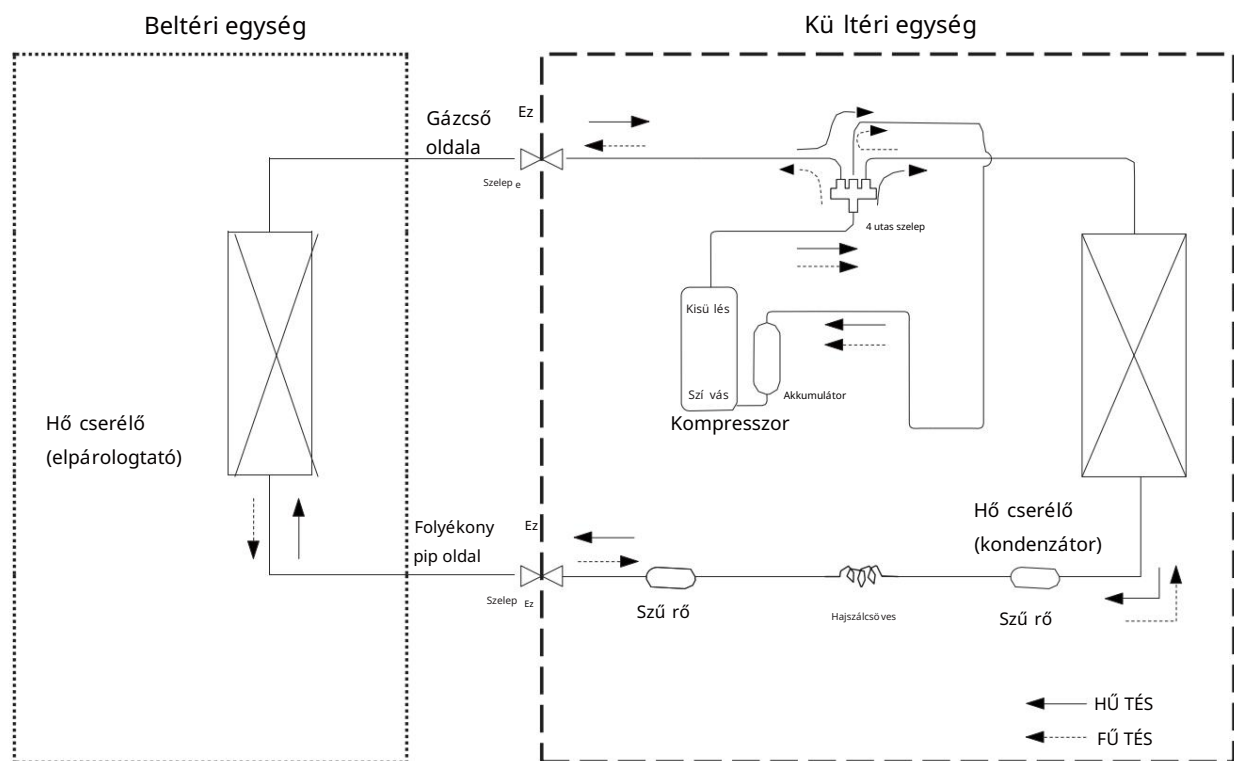 Beltéri egység
Kü ltéri egység
Gázcső
oldala
Ez
Szelep e
4 utas szelep
Kisü lés
Szí vás
Akkumulátor
Kompresszor
Hő cserélő
(elpárologtató)
Hő cserélő
(kondenzátor)
Folyékony
pip oldal
Ez
Szelep Ez
Szű rő
Hajszálcsöves
Szű rő
HŰ TÉS
FŰ TÉS